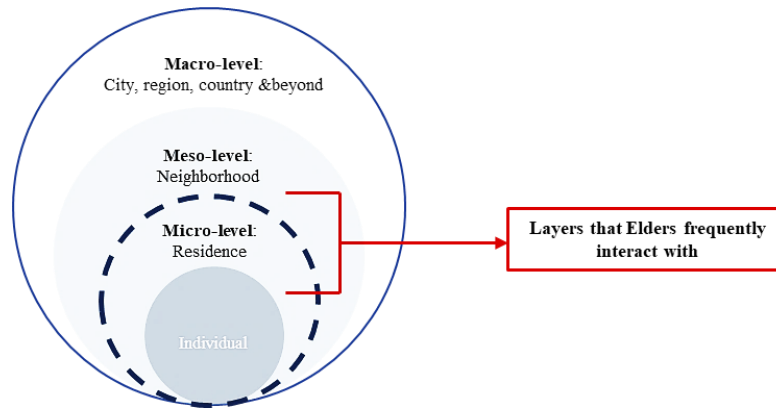 Macro-level:
City, region, country &beyond
Meso-level:
Neighborhood
Micro-level:
Residence
Individual
Layers that Elders frequently
interact with